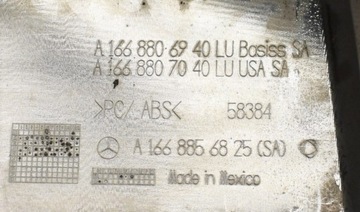 A 166 880 69 40 LU Basiss SA
A 166 880 70 40 LU USA SA
>PC/ABS< 58384
A 166 885 68 25 (SA)
Made in Mexico